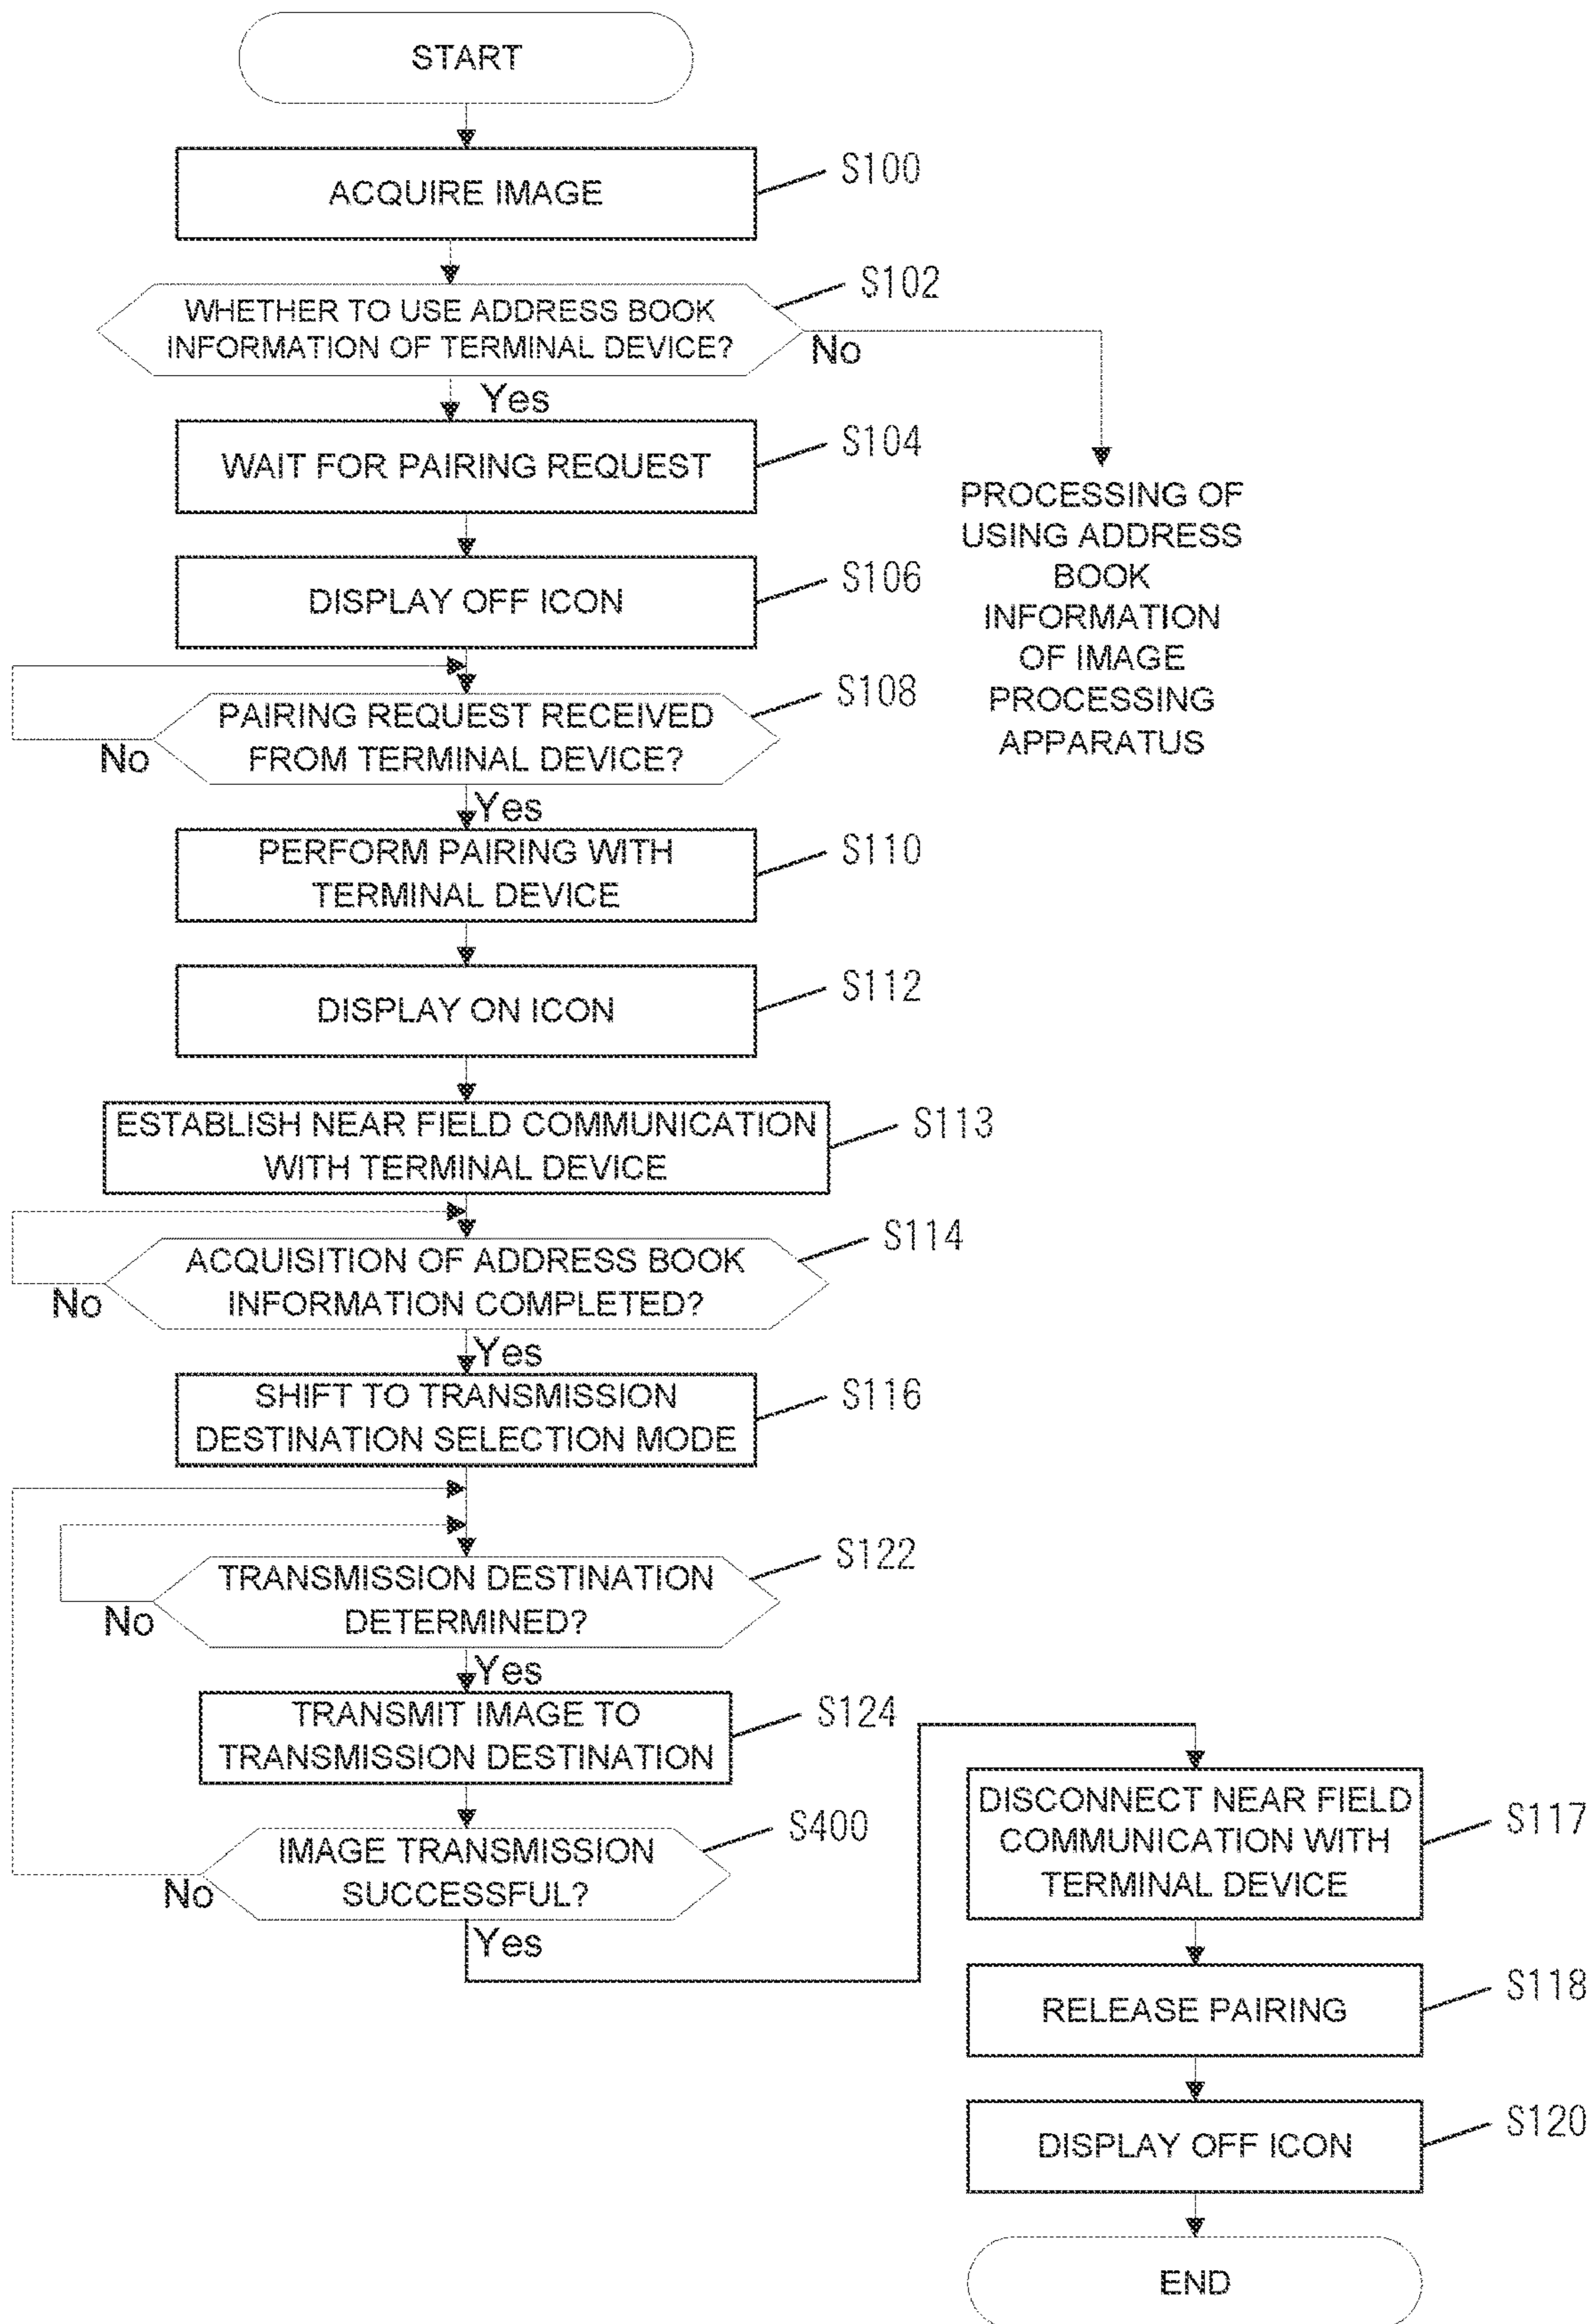 START
ACQUIRE IMAGE
S100
WHETHER TO USE ADDRESS BOOK
INFORMATION OF TERMINAL DEVICE?
S102
No
Yes
WAIT FOR PAIRING REQUEST
S104
PROCESSING OF
USING ADDRESS
BOOK
INFORMATION
OF IMAGE
PROCESSING
APPARATUS
DISPLAY OFF ICON
S106
PAIRING REQUEST RECEIVED
FROM TERMINAL DEVICE?
S108
No
Yes
PERFORM PAIRING WITH
TERMINAL DEVICE
S110
DISPLAY ON ICON
S112
ESTABLISH NEAR FIELD COMMUNICATION
WITH TERMINAL DEVICE
S113
ACQUISITION OF ADDRESS BOOK
INFORMATION COMPLETED?
S114
No
Yes
SHIFT TO TRANSMISSION
DESTINATION SELECTION MODE
S116
TRANSMISSION DESTINATION
DETERMINED?
S122
No
Yes
TRANSMIT IMAGE TO
TRANSMISSION DESTINATION
S124
IMAGE TRANSMISSION
SUCCESSFUL?
S400
No
Yes
DISCONNECT NEAR FIELD
COMMUNICATION WITH
TERMINAL DEVICE
S117
RELEASE PAIRING
S118
DISPLAY OFF ICON
S120
END